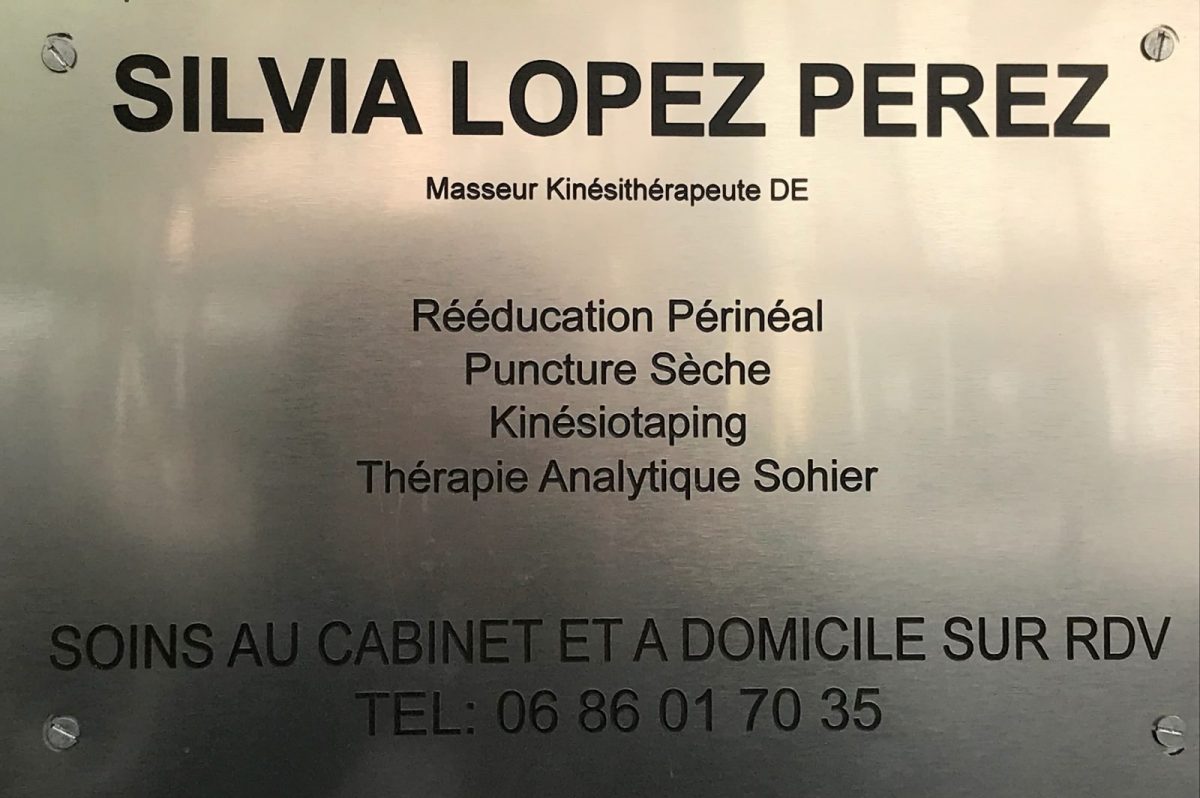 SILVIA LOPEZ PEREZ
Masseur Kinésithérapeute DE
Rééducation Périnéal
Puncture Sèche
Kinésiotaping
Thérapie Analytique Sohier
SOINS AU CABINET ET A DOMICILE SUR RDV
TEL: 06 86 01 70 35